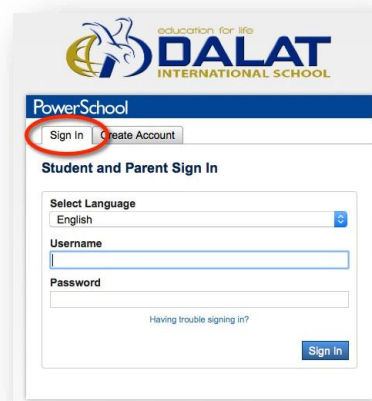 education for life
DALAT
INTERNATIONAL SCHOOL
PowerSchool
Sign In
Create Account
Student and Parent Sign In
Select Language
English
Username
Password
Having trouble signing in?
Sign In